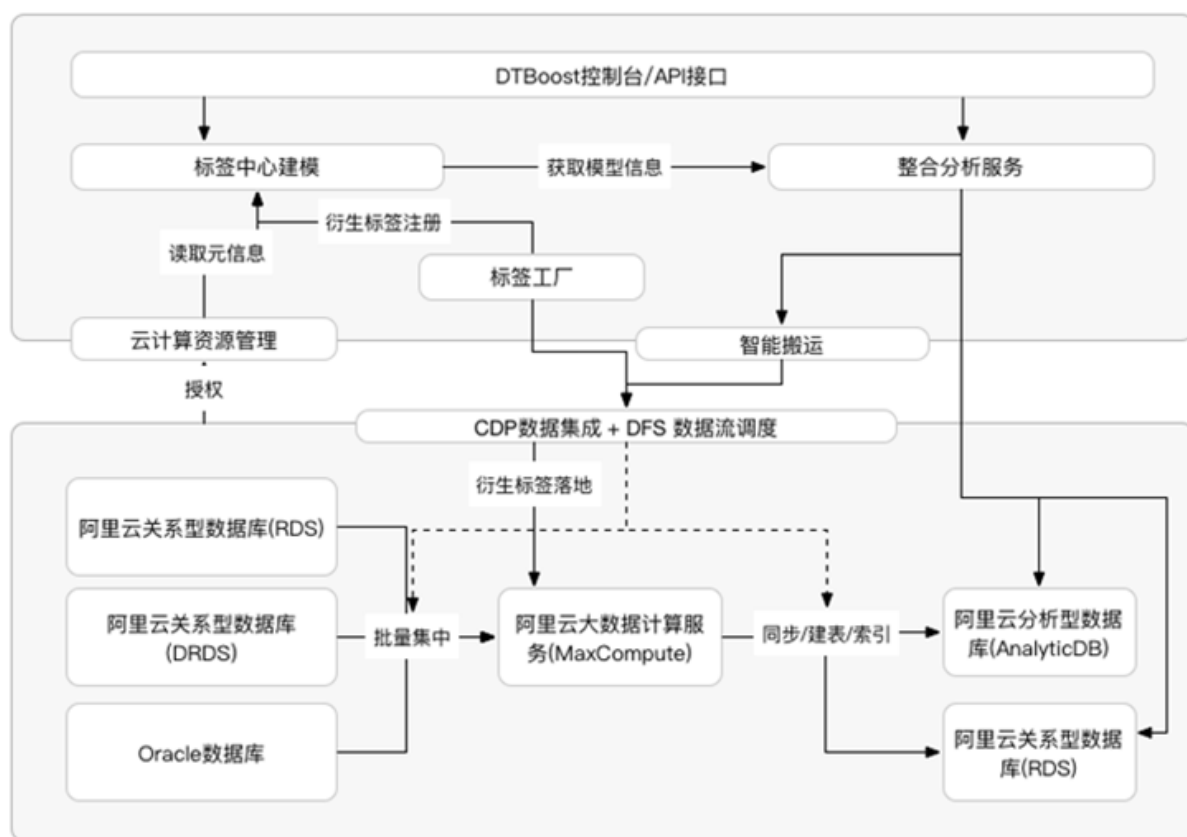 DTBoost控制台/API接口
标签中心建模
获取模型信息
整合分析服务
衍生标签注册
读取元信息
标签工厂
云计算资源管理
智能搬运
授权
CDP数据集成 + DFS 数据流调度
衍生标签落地
阿里云关系型数据库(RDS)
阿里云关系型数据库
(DRDS)
批量集中
阿里云大数据计算服
务(MaxCompute)
同步/建表/索引
阿里云分析型数据
库(AnalyticDB)
Oracle数据库
阿里云关系型数据
库(RDS)